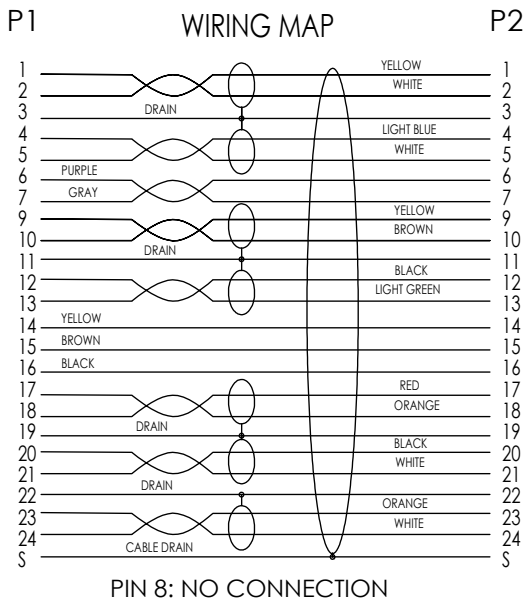 P1 WIRING MAP P2
1 YELLOW 1
2 WHITE 2
3 DRAIN 3
4 LIGHT BLUE 4
5 WHITE 5
6 PURPLE 6
7 GRAY 7
9 YELLOW 9
10 BROWN 10
11 DRAIN 11
12 BLACK 12
13 LIGHT GREEN 13
14 YELLOW 14
15 BROWN 15
16 BLACK 16
17 RED 17
18 ORANGE 18
19 DRAIN 19
20 BLACK 20
21 WHITE 21
22 DRAIN 22
23 ORANGE 23
24 WHITE 24
S CABLE DRAIN S
PIN 8: NO CONNECTION